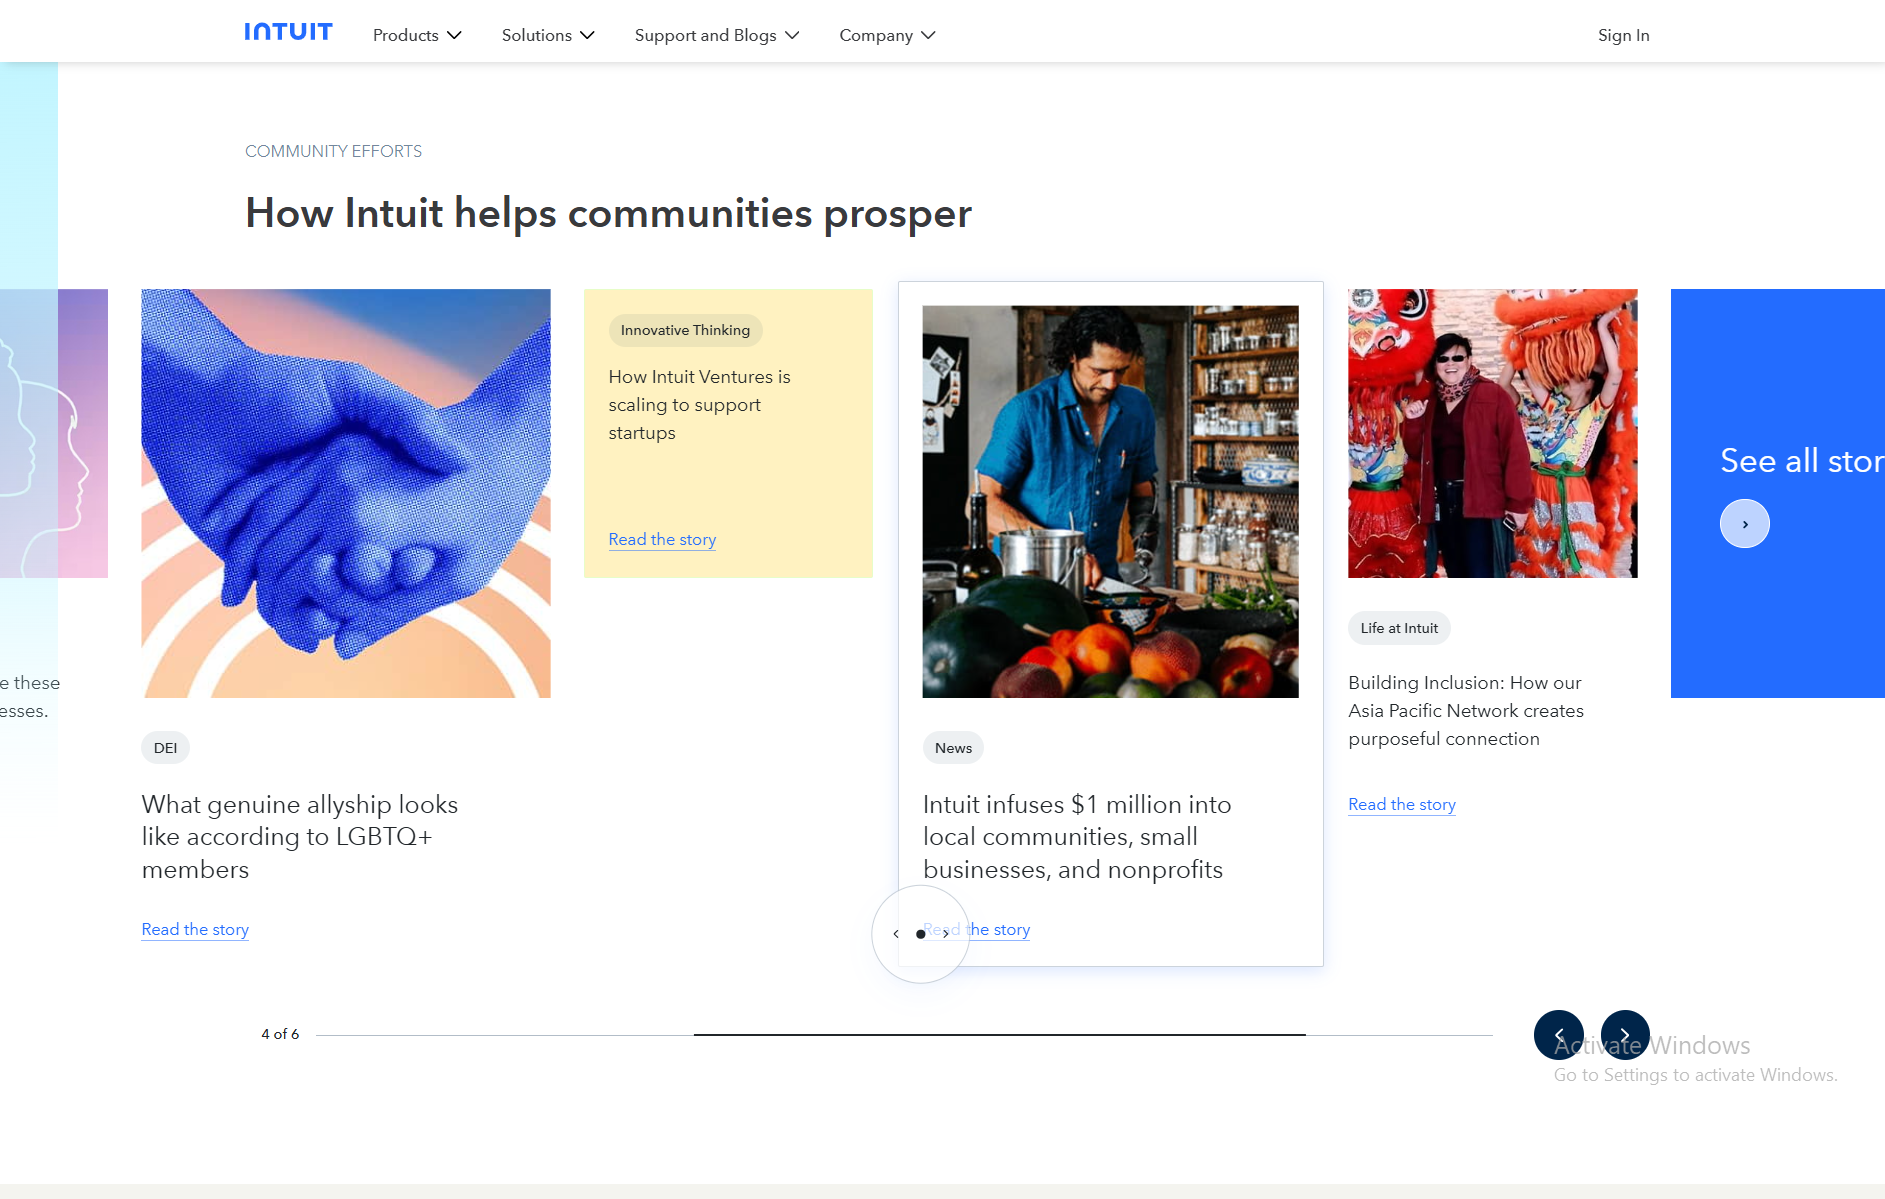 INTUIT Products Solutions Support and Blogs Company Sign In
COMMUNITY EFFORTS
How Intuit helps communities prosper
e these
esses.
DEI
What genuine allyship looks
like according to LGBTQ+
members
Read the story
Innovative Thinking
How Intuit Ventures is
scaling to support
startups
Read the story
News
Intuit infuses $1 million into
local communities, small
businesses, and nonprofits
Read the story
Life at Intuit
Building Inclusion: How our
Asia Pacific Network creates
purposeful connection
Read the story
See all stor
4 of 6
Activate Windows
Go to Settings to activate Windows.